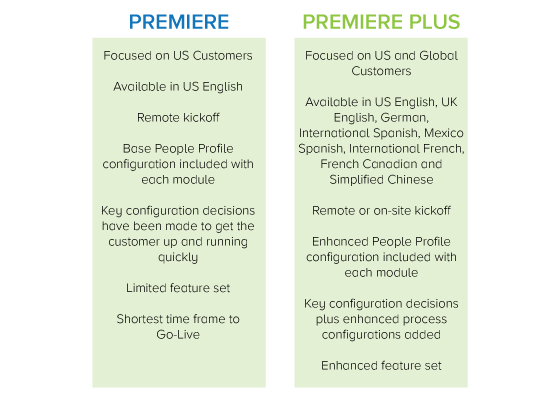 PREMIERE
Focused on US Customers
Available in US English
Remote kickoff
Base People Profile
configuration included with
each module
Key configuration decisions
have been made to get the
customer up and running
quickly
Limited feature set
Shortest time frame to
Go-Live
PREMIERE PLUS
Focused on US and Global
Customers
Available in US English, UK
English, German,
International Spanish, Mexico
Spanish, International French,
French Canadian and
Simplified Chinese
Remote or on-site kickoff
Enhanced People Profile
configuration included with
each module
Key configuration decisions
plus enhanced process
configurations added
Enhanced feature set